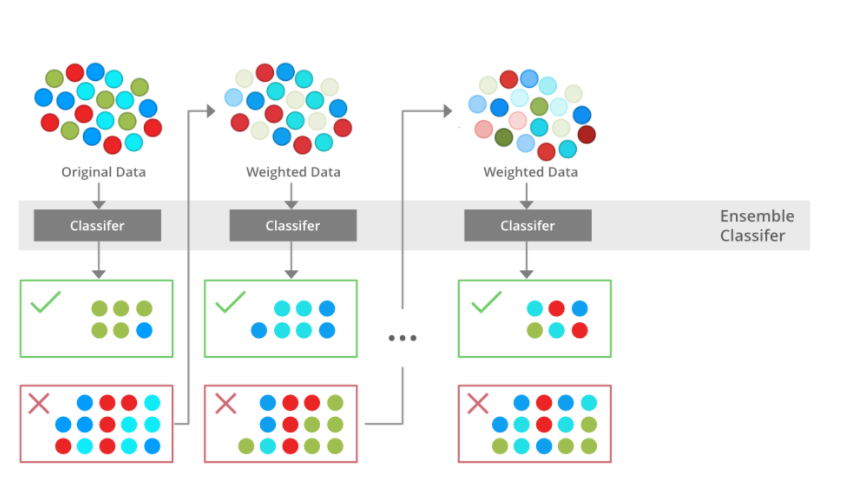 Original Data
Weighted Data
Weighted Data
Classifer
Classifer
Classifer
Ensemble
Classifer
...